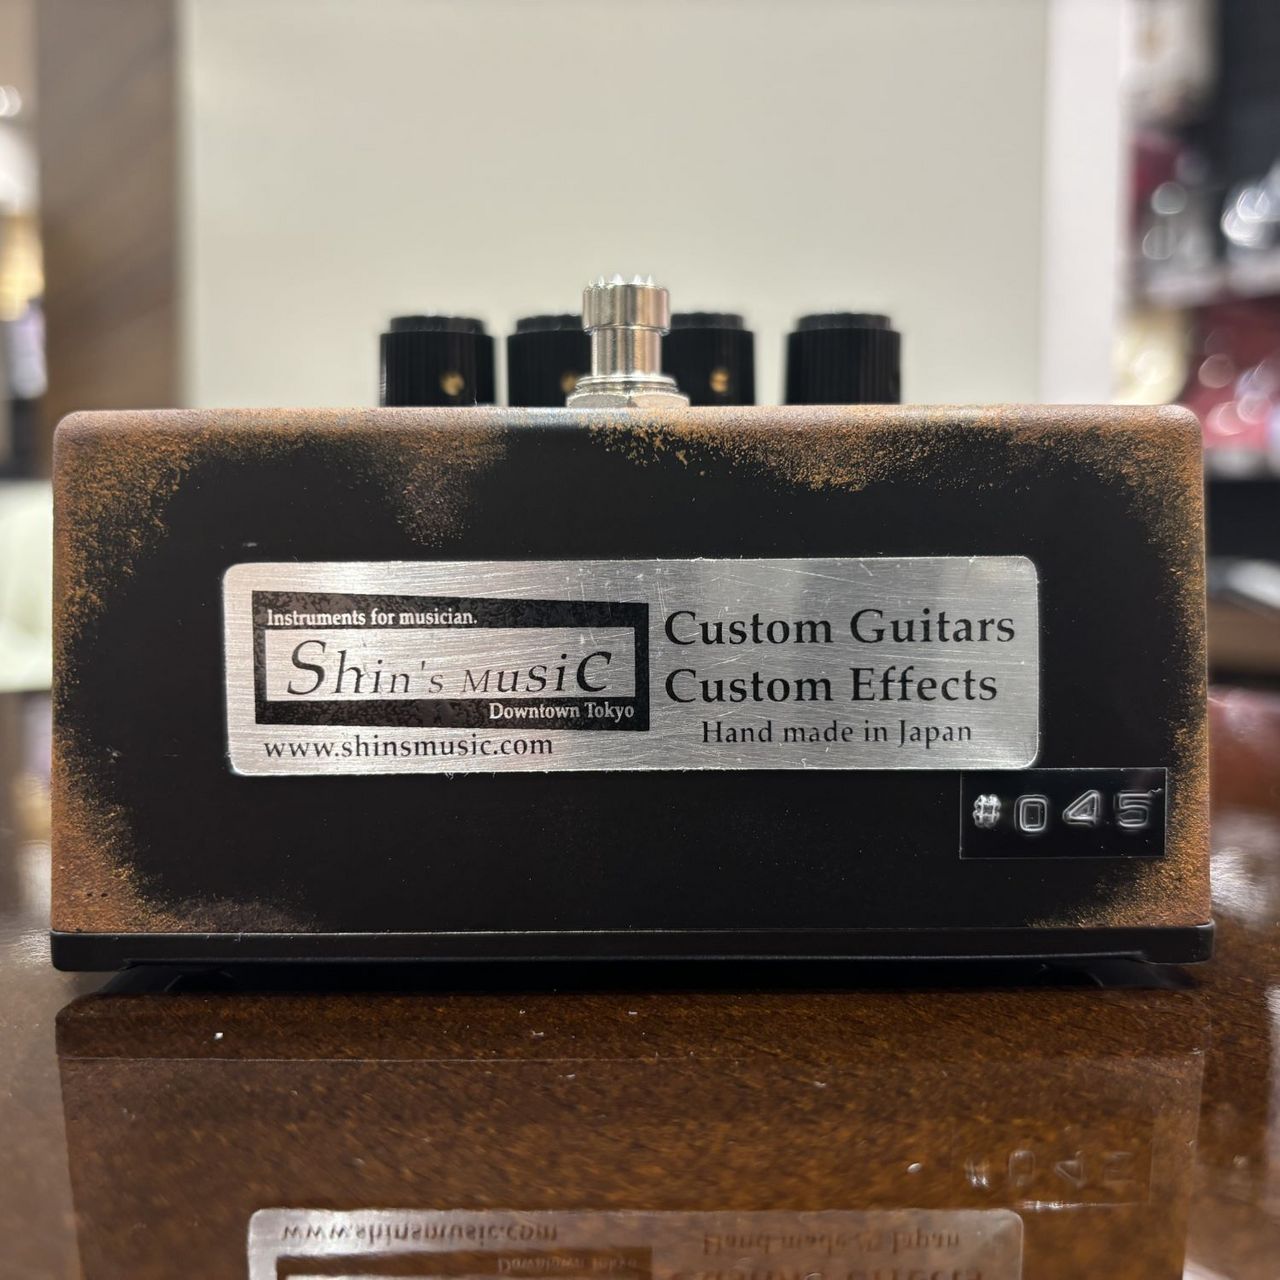 Instruments for musician.
Shin's Music
Downtown Tokyo
www.shinsmusic.com
Custom Guitars
Custom Effects
Hand made in Japan
#045